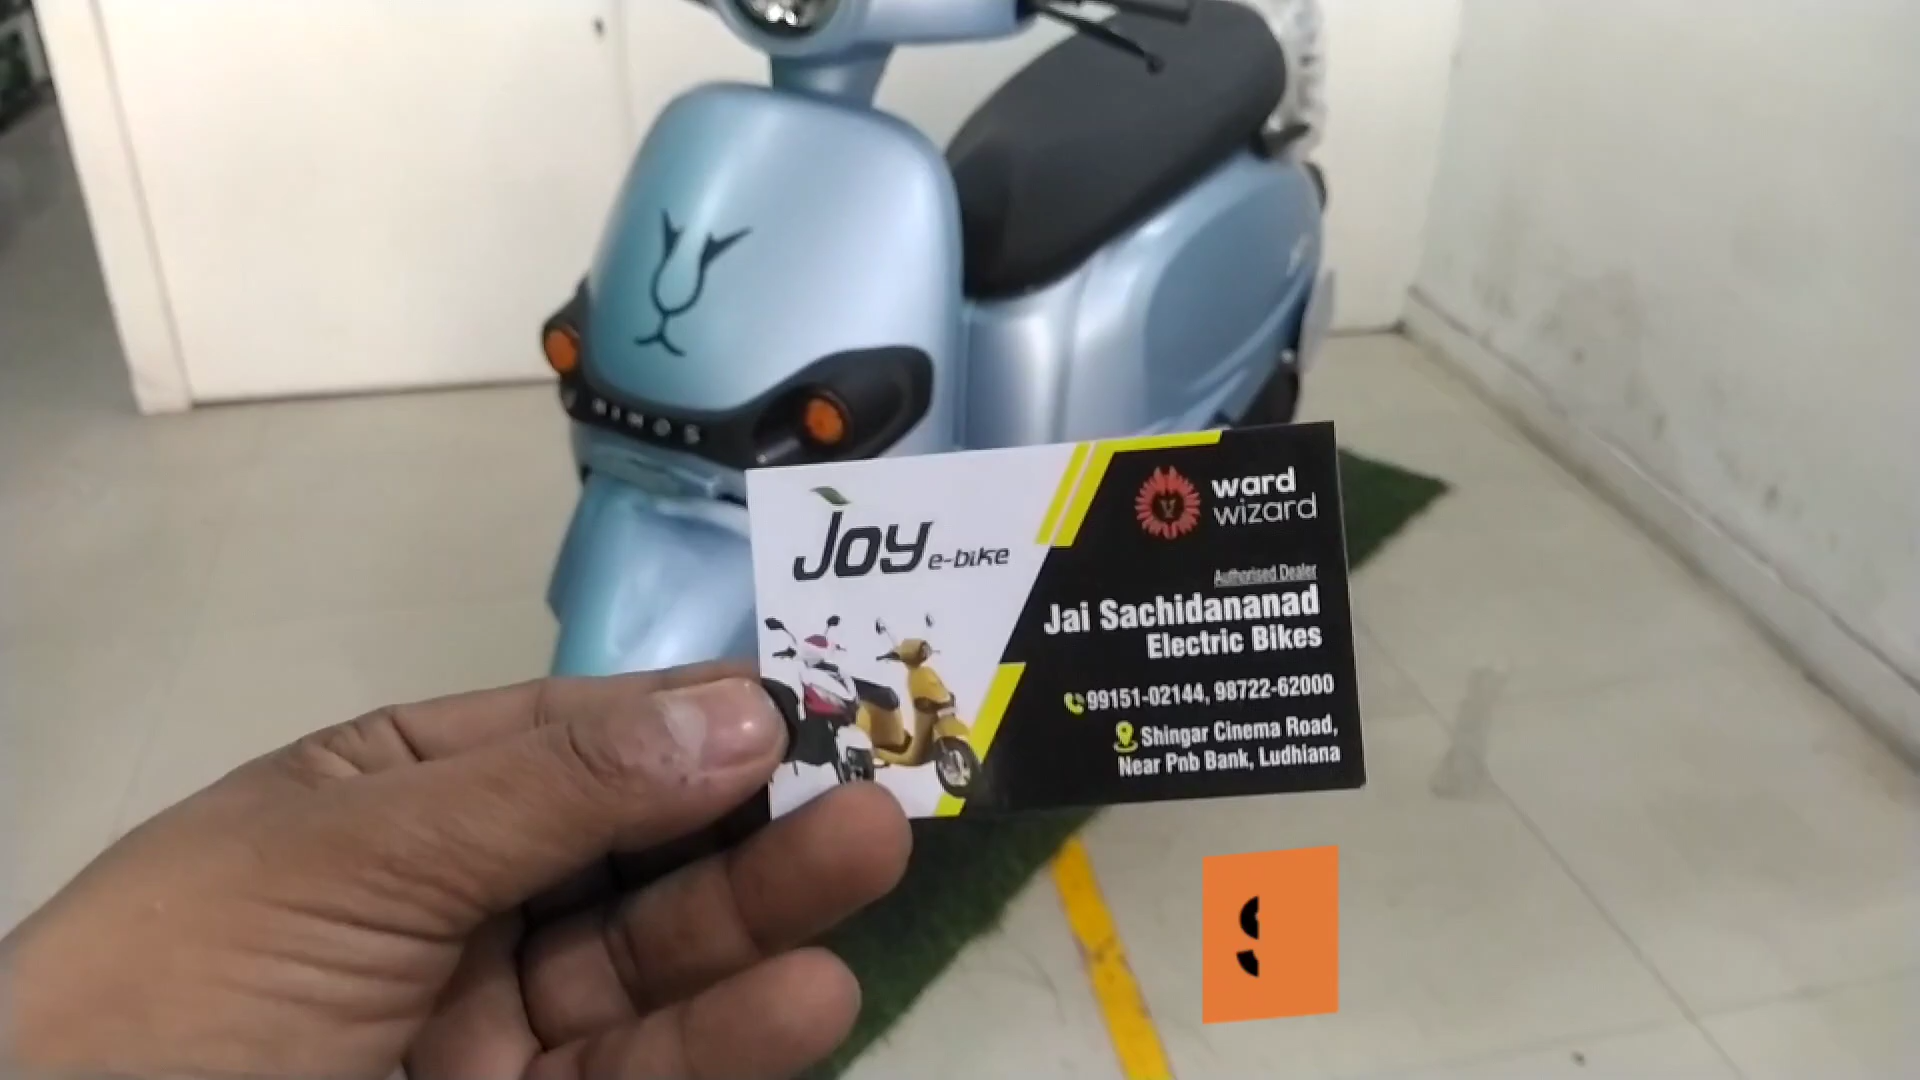 NIMOS
Joy e-bike
ward
wizard
Authorised Dealer
Jai Sachidananad
Electric Bikes
99151-02144, 98722-62000
Shingar Cinema Road,
Near Pnb Bank, Ludhiana